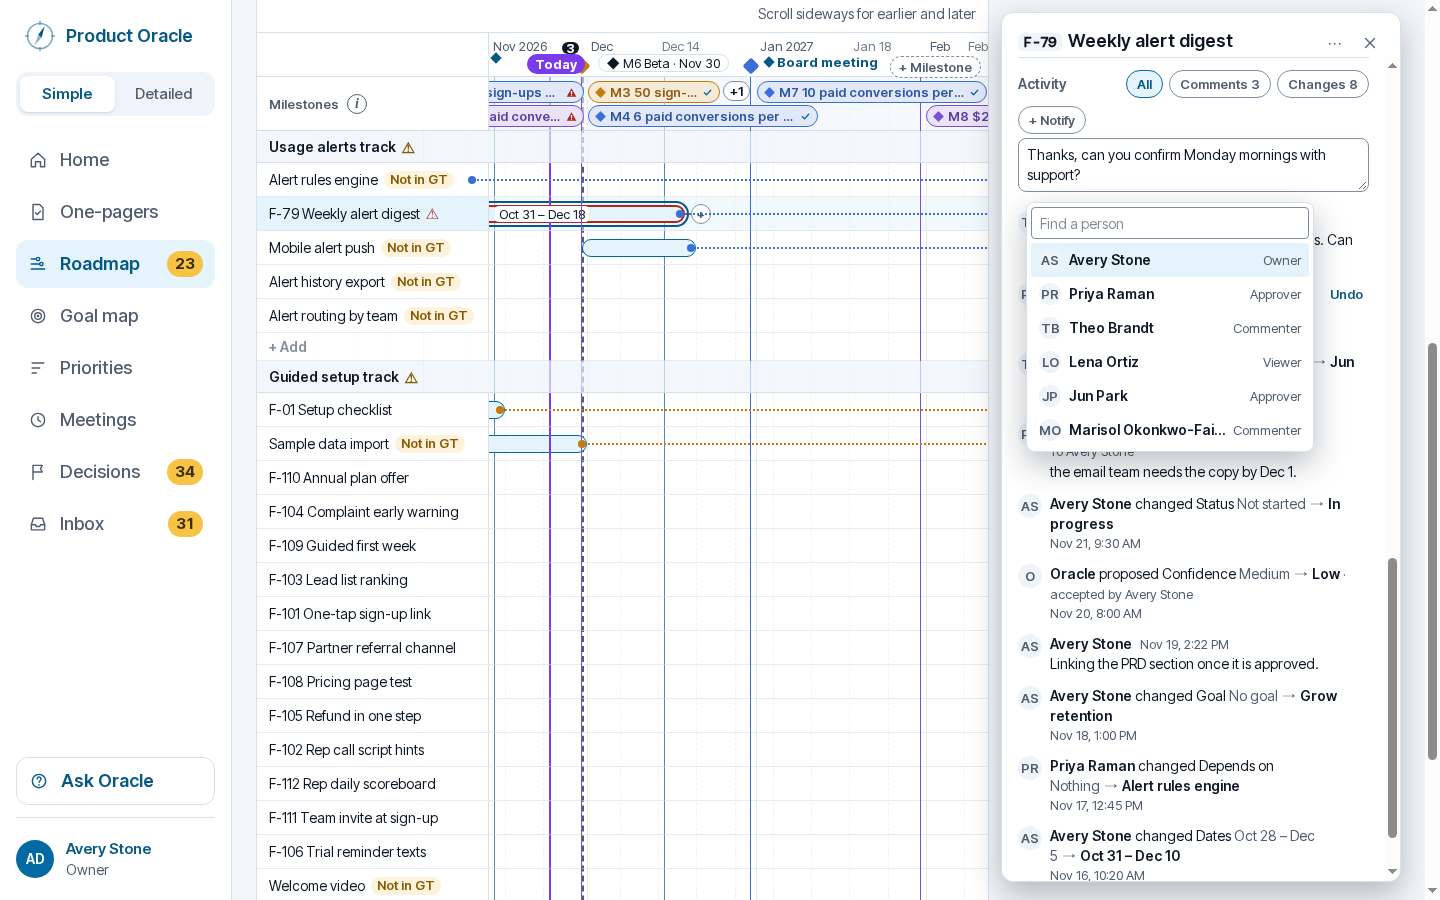 Product Oracle
Simple
Detailed
Home
One-pagers
Roadmap 23
Goal map
Priorities
Meetings
Decisions 34
Inbox 31
Ask Oracle
AD
Avery Stone
Owner
Scroll sideways for earlier and later
Nov 2026 3 Dec Dec 14 Jan 2027 Jan 18 Feb Feb
Today M6 Beta · Nov 30 Board meeting + Milestone
Milestones i
sign-ups ... M3 50 sign-... +1 M7 10 paid conversions per...
aid conve... M4 6 paid conversions per ... M8 $2
Usage alerts track
Alert rules engine Not in GT
F-79 Weekly alert digest Oct 31 – Dec 18 +
Mobile alert push Not in GT
Alert history export Not in GT
Alert routing by team Not in GT
+ Add
Guided setup track
F-01 Setup checklist
Sample data import Not in GT
F-110 Annual plan offer
F-104 Complaint early warning
F-109 Guided first week
F-103 Lead list ranking
F-101 One-tap sign-up link
F-107 Partner referral channel
F-108 Pricing page test
F-105 Refund in one step
F-102 Rep call script hints
F-112 Rep daily scoreboard
F-111 Team invite at sign-up
F-106 Trial reminder texts
Welcome video Not in GT
F-79 Weekly alert digest
Activity All Comments 3 Changes 8
+ Notify
Thanks, can you confirm Monday mornings with
support?
Find a person
s. Can
AS Avery Stone Owner
PR Priya Raman Approver
Undo
TB Theo Brandt Commenter
LO Lena Ortiz Viewer
→ Jun
JP Jun Park Approver
MO Marisol Okonkwo-Fai... Commenter
To Avery Stone
the email team needs the copy by Dec 1.
AS Avery Stone changed Status Not started → In
progress
Nov 21, 9:30 AM
O Oracle proposed Confidence Medium → Low ·
accepted by Avery Stone
Nov 20, 8:00 AM
AS Avery Stone Nov 19, 2:22 PM
Linking the PRD section once it is approved.
AS Avery Stone changed Goal No goal → Grow
retention
Nov 18, 1:00 PM
PR Priya Raman changed Depends on
Nothing → Alert rules engine
Nov 17, 12:45 PM
AS Avery Stone changed Dates Oct 28 – Dec
5 → Oct 31 – Dec 10
Nov 16, 10:20 AM